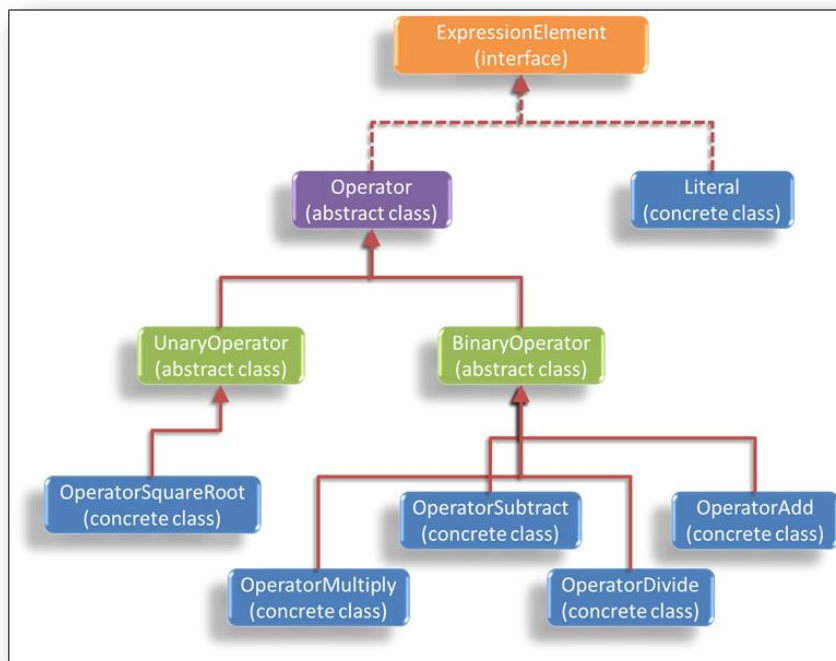 ExpressionElement
(interface)
Operator
(abstract class)
Literal
(concrete class)
UnaryOperator
(abstract class)
BinaryOperator
(abstract class)
OperatorSquareRoot
(concrete class)
OperatorSubtract
(concrete class)
OperatorAdd
(concrete class)
OperatorMultiply
(concrete class)
OperatorDivide
(concrete class)